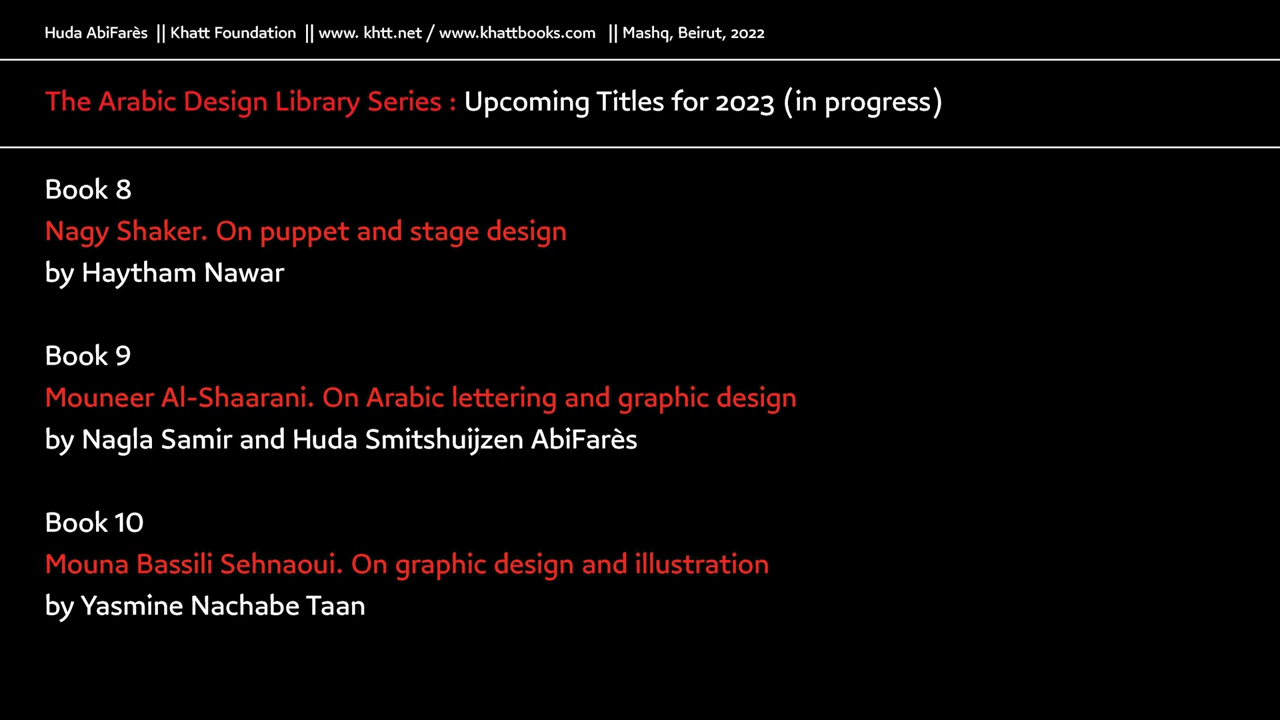 Huda AbiFarès || Khatt Foundation || www. khtt.net / www.khattbooks.com || Mashq, Beirut, 2022
The Arabic Design Library Series : Upcoming Titles for 2023 (in progress)
Book 8
Nagy Shaker. On puppet and stage design
by Haytham Nawar
Book 9
Mouneer Al-Shaarani. On Arabic lettering and graphic design
by Nagla Samir and Huda Smitshuijzen AbiFarès
Book 10
Mouna Bassili Sehnaoui. On graphic design and illustration
by Yasmine Nachabe Taan